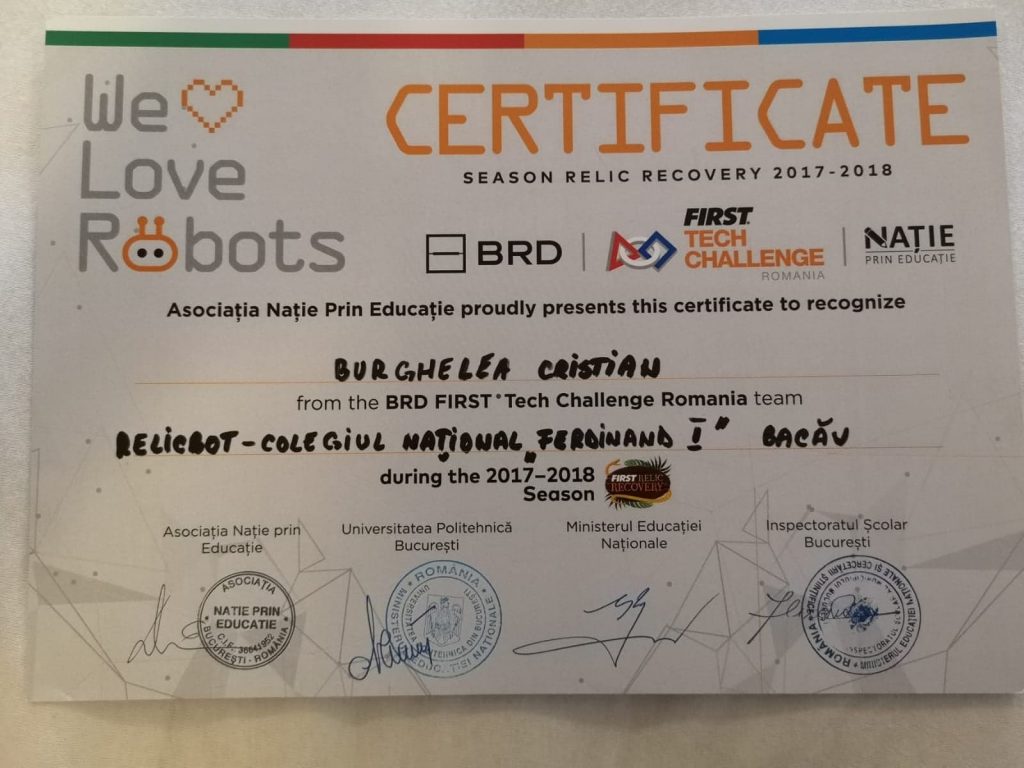 We
Love
Robots
CERTIFICATE
SEASON RELIC RECOVERY 2017-2018
BRD
FIRST
TECH
CHALLENGE
ROMANIA
NAȚIE
PRIN EDUCAȚIE
Asociația Nație Prin Educație proudly presents this certificate to recognize
BURGHELEA CRISTIAN
from the BRD FIRST® Tech Challenge Romania team
RELICBOT - COLEGIUL NAȚIONAL „FERDINAND I" BACĂU
during the 2017–2018
Season
FIRST RELIC
RECOVERY
Asociația Nație prin
Educație
Universitatea Politehnică
București
Ministerul Educației
Naționale
Inspectoratul Școlar
București
ASOCIAȚIA
NAȚIE PRIN
EDUCAȚIE
BUCUREȘTI - ROMÂNIA
ROMÂNIA
ROMÂNIA